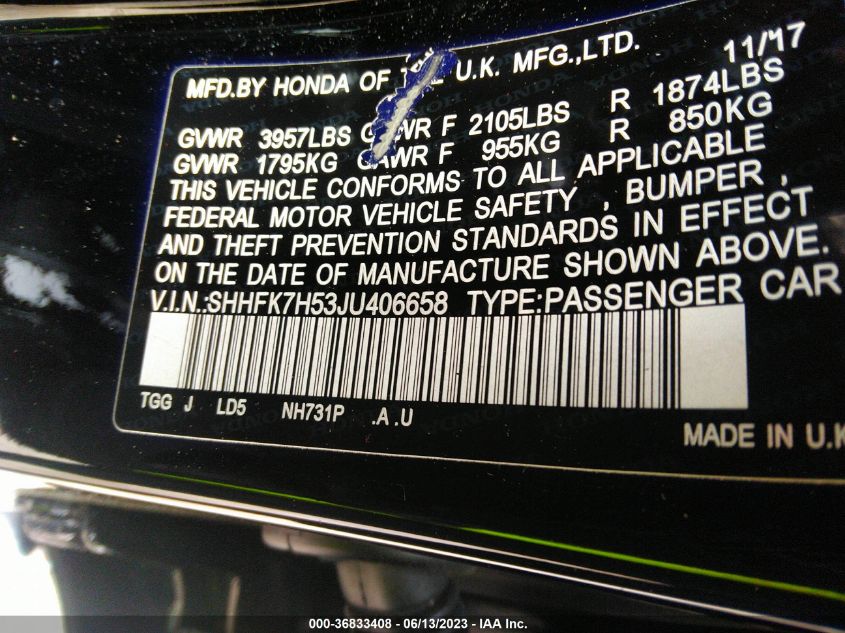 MFD.BY HONDA OF THE U.K. MFG.,LTD. 11/17
GVWR 3957LBS GAWR F 2105LBS R 1874LBS
GVWR 1795KG GAWR F 955KG R 850KG
THIS VEHICLE CONFORMS TO ALL APPLICABLE
FEDERAL MOTOR VEHICLE SAFETY , BUMPER ,
AND THEFT PREVENTION STANDARDS IN EFFECT
ON THE DATE OF MANUFACTURE SHOWN ABOVE.
V.I.N.:SHHFK7H53JU406658 TYPE:PASSENGER CAR
TGG J LD5 NH731P .A .U
MADE IN U.K
000-36833408 - 06/13/2023 - IAA Inc.